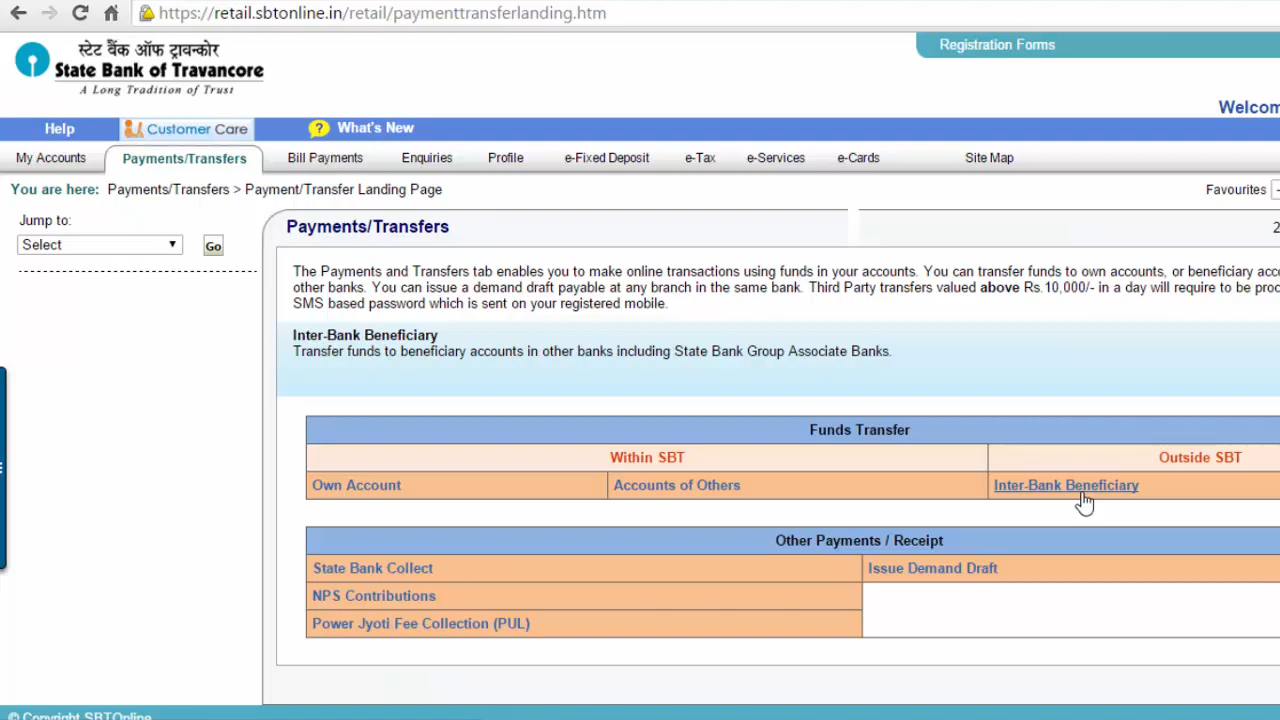 https://retail.sbtonline.in/retail/paymenttransferlanding.htm
स्टेट बैंक ऑफ ट्रावन्कोर
State Bank of Travancore
A Long Tradition of Trust
Registration Forms
Welcom
Help
Customer Care
? What's New
My Accounts Payments/Transfers Bill Payments Enquiries Profile e-Fixed Deposit e-Tax e-Services e-Cards Site Map
You are here: Payments/Transfers > Payment/Transfer Landing Page
Favourites
Jump to:
Select
Go
Payments/Transfers
2
The Payments and Transfers tab enables you to make online transactions using funds in your accounts. You can transfer funds to own accounts, or beneficiary acco
other banks. You can issue a demand draft payable at any branch in the same bank. Third Party transfers valued above Rs.10,000/- in a day will require to be proc
SMS based password which is sent on your registered mobile.
Inter-Bank Beneficiary
Transfer funds to beneficiary accounts in other banks including State Bank Group Associate Banks.
Funds Transfer
Within SBT Outside SBT
Own Account Accounts of Others Inter-Bank Beneficiary
Other Payments / Receipt
State Bank Collect Issue Demand Draft
NPS Contributions
Power Jyoti Fee Collection (PUL)
© Copyright SBTOnline